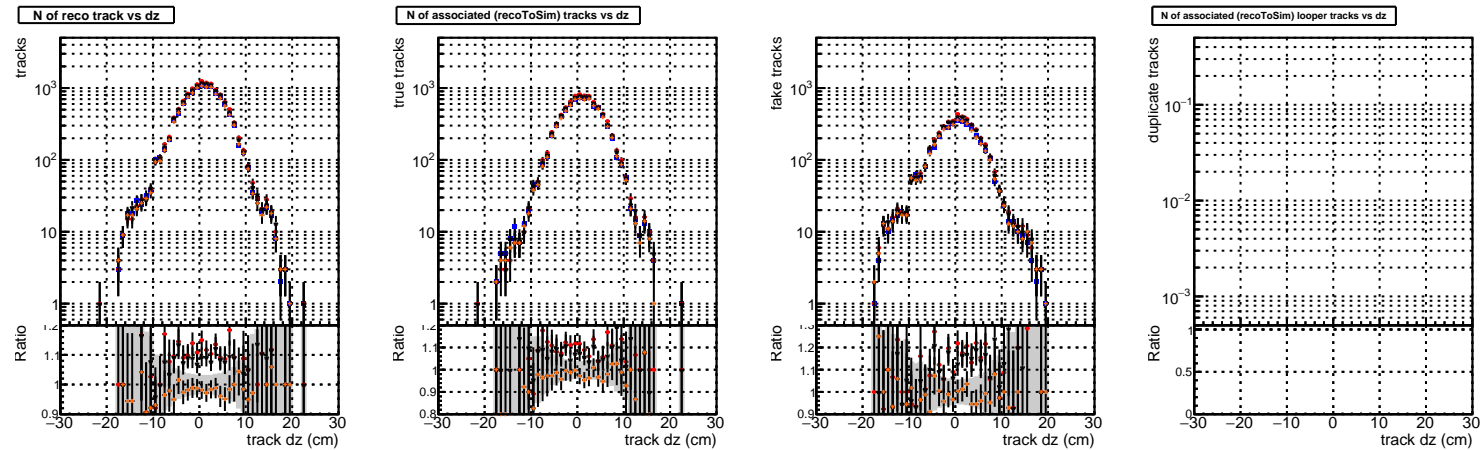 N of reco track vs dz
tracks
10³
10²
10
1
Ratio
1.2
1.1
1
0.9
−30 −20 −10 0 10 20 30
track dz (cm)
N of associated (recoToSim) tracks vs dz
true tracks
10³
10²
10
1
Ratio
1.2
1.1
1
0.9
0.8
−30 −20 −10 0 10 20 30
track dz (cm)
fake tracks
10³
10²
10
1
Ratio
1.3
1.2
1.1
1
0.9
−30 −20 −10 0 10 20 30
track dz (cm)
N of associated (recoToSim) looper tracks vs dz
duplicate tracks
10⁻¹
10⁻²
10⁻³
Ratio
1
0.5
0
−30 −20 −10 0 10 20 30
track dz (cm)